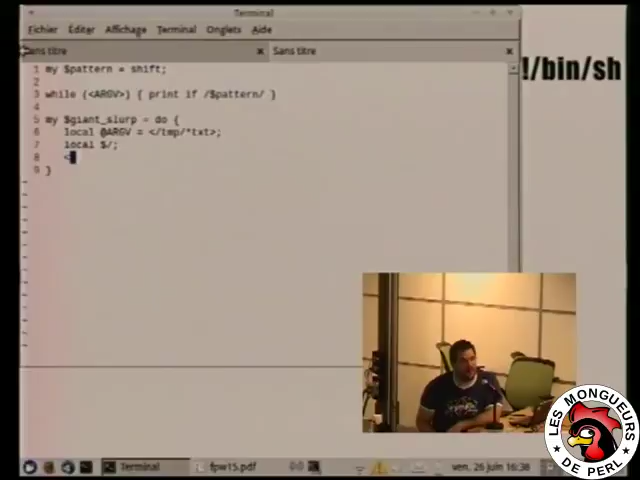 Terminal
Fichier Éditer Affichage Terminal Onglets Aide
Sans titre
Sans titre
!/bin/sh
1 my $pattern = shift;
2
3 while (<ARGV>) { print if /$pattern/ }
4
5 my $giant_slurp = do {
6 local @ARGV = </tmp/*txt>;
7 local $/;
8 <
9 }
Terminal
fpw15.pdf
ven. 26 juin 16:38
LES MONGUEURS
DE PERL